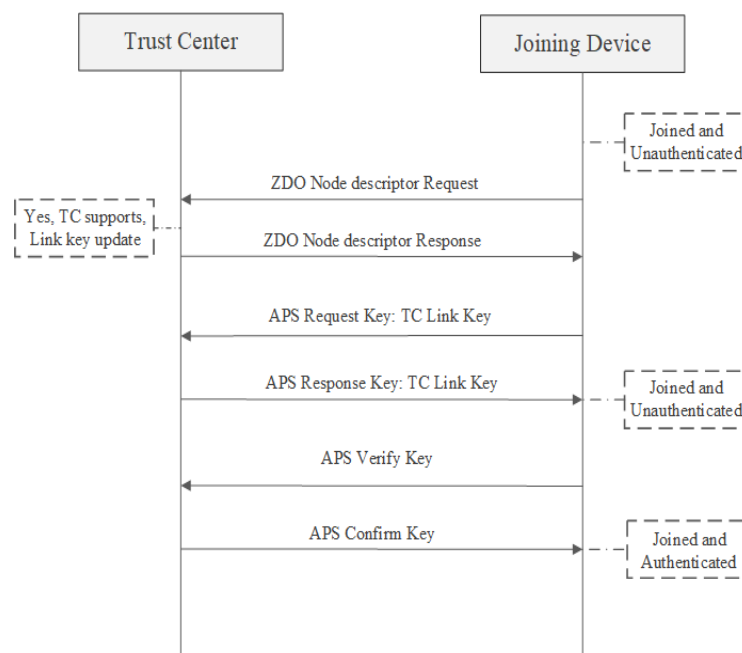 Trust Center
Joining Device
Joined and
Unauthenticated
ZDO Node descriptor Request
Yes, TC supports,
Link key update
ZDO Node descriptor Response
APS Request Key: TC Link Key
APS Response Key: TC Link Key
Joined and
Unauthenticated
APS Verify Key
APS Confirm Key
Joined and
Authenticated